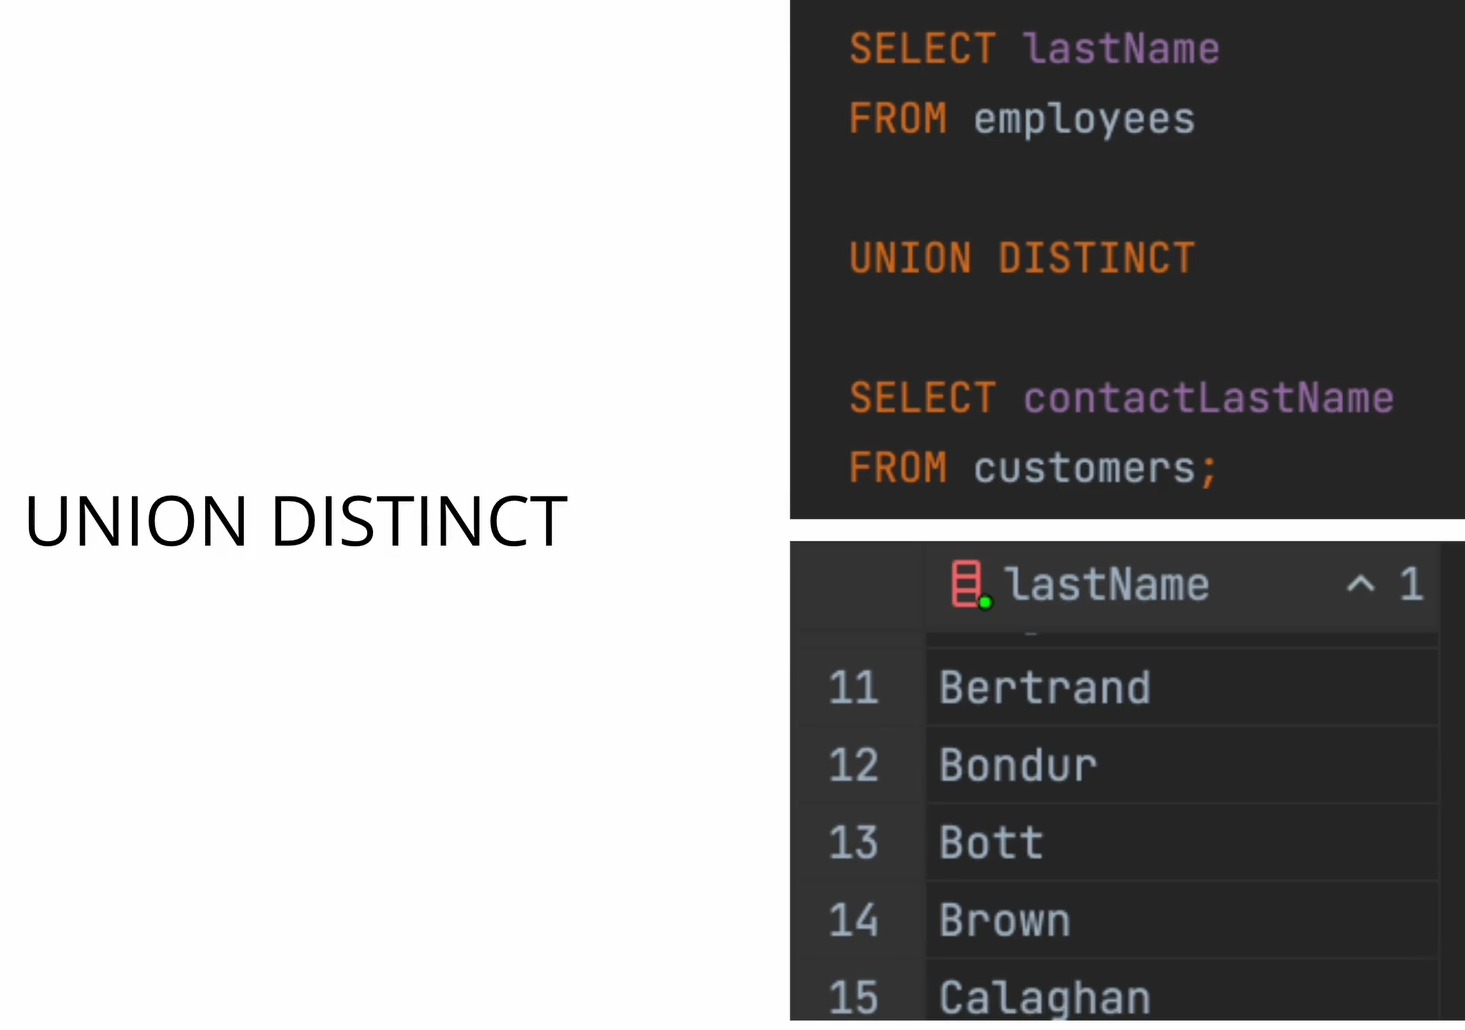 UNION DISTINCT
SELECT lastName
FROM employees
UNION DISTINCT
SELECT contactLastName
FROM customers;
lastName ^ 1
11 Bertrand
12 Bondur
13 Bott
14 Brown
15 Calaghan